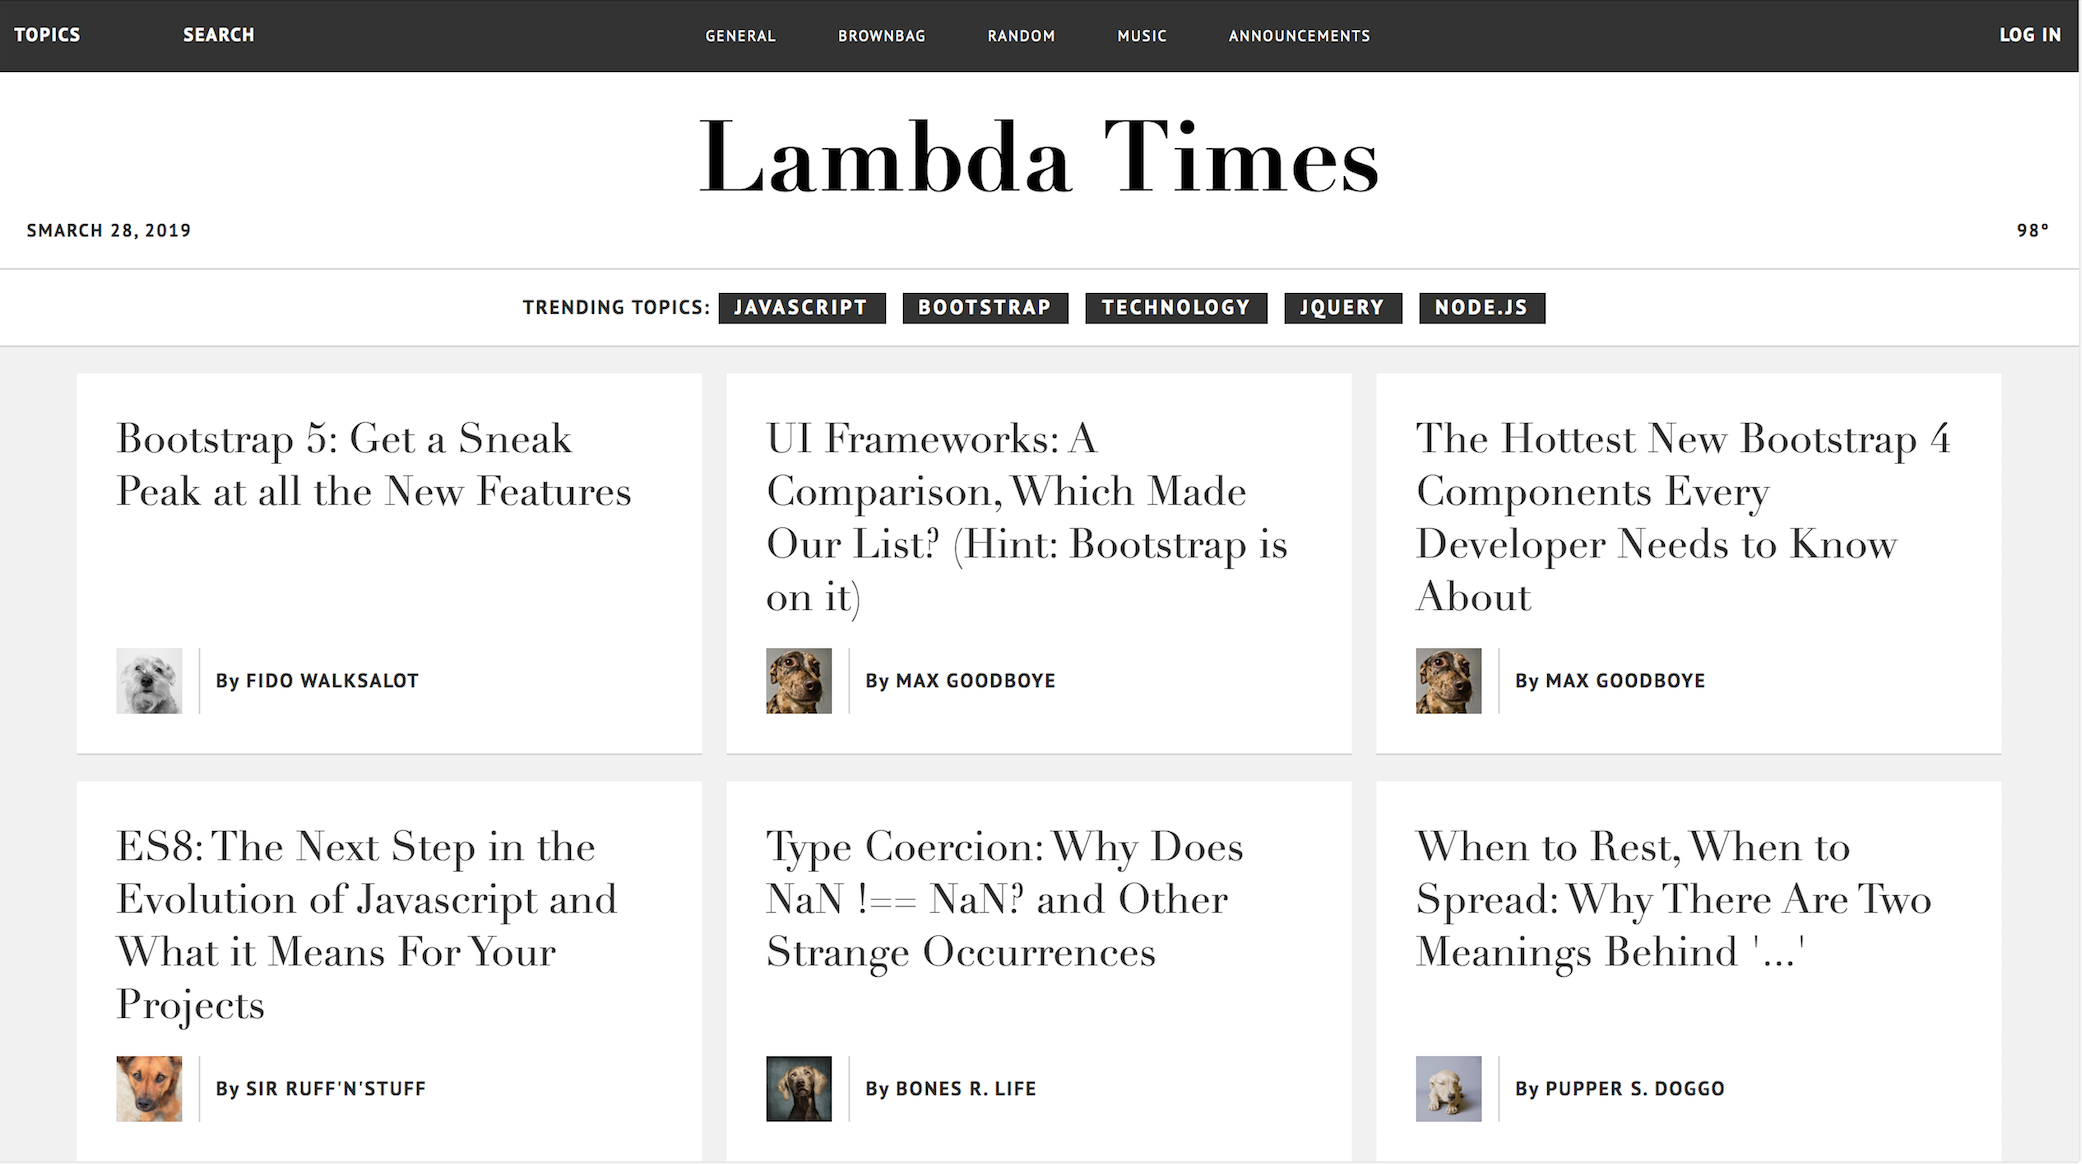 TOPICS SEARCH GENERAL BROWNBAG RANDOM MUSIC ANNOUNCEMENTS LOG IN
Lambda Times
SMARCH 28, 2019 98°
TRENDING TOPICS: JAVASCRIPT BOOTSTRAP TECHNOLOGY JQUERY NODE.JS
Bootstrap 5: Get a Sneak
Peak at all the New Features
By FIDO WALKSALOT
UI Frameworks: A
Comparison, Which Made
Our List? (Hint: Bootstrap is
on it)
By MAX GOODBOYE
The Hottest New Bootstrap 4
Components Every
Developer Needs to Know
About
By MAX GOODBOYE
ES8: The Next Step in the
Evolution of Javascript and
What it Means For Your
Projects
By SIR RUFF'N'STUFF
Type Coercion: Why Does
NaN !== NaN? and Other
Strange Occurrences
By BONES R. LIFE
When to Rest, When to
Spread: Why There Are Two
Meanings Behind '...'
By PUPPER S. DOGGO